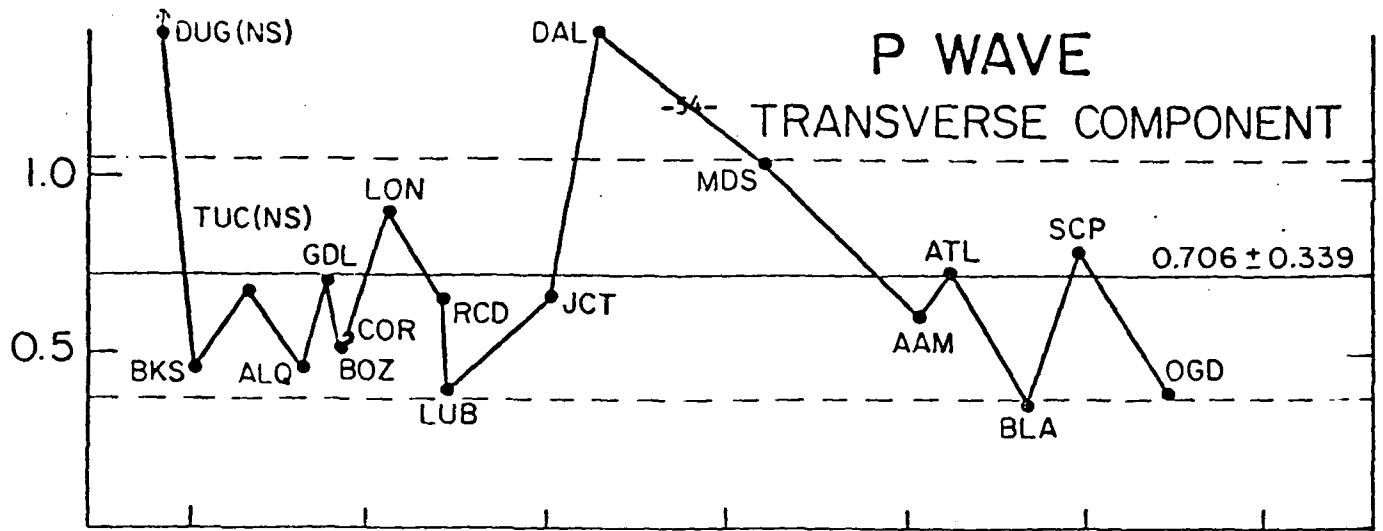 DUG(NS)
DAL
P WAVE
-54-
TRANSVERSE COMPONENT
1.0
MDS
LON
TUC(NS)
GDL
ATL
SCP
0.706 ± 0.339
RCD
JCT
COR
0.5
BKS
ALQ
BOZ
AAM
OGD
LUB
BLA